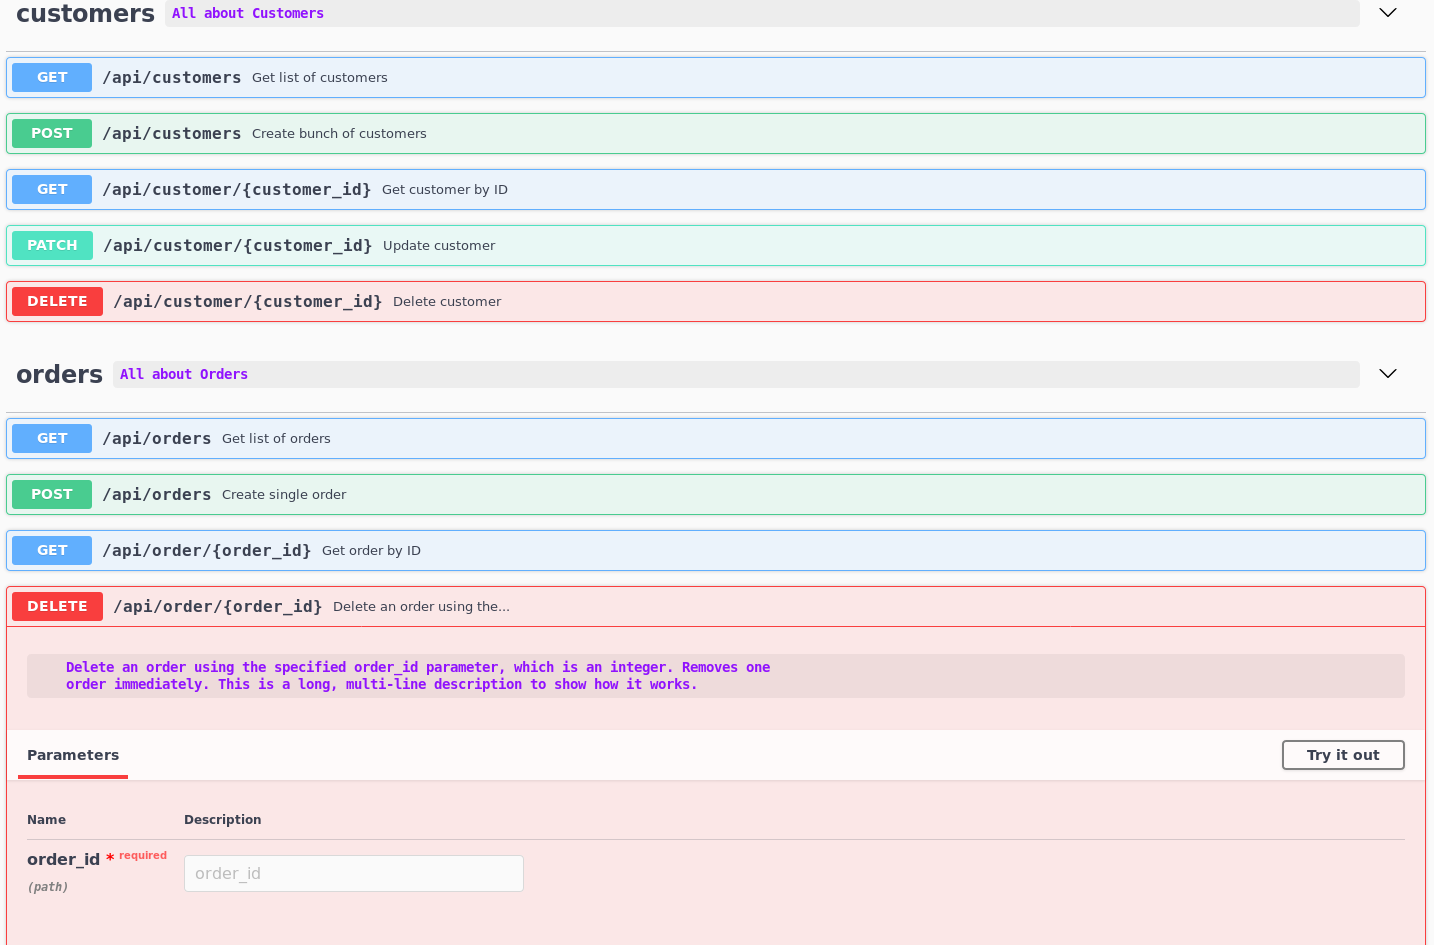 customers All about Customers
GET /api/customers Get list of customers
POST /api/customers Create bunch of customers
GET /api/customer/{customer_id} Get customer by ID
PATCH /api/customer/{customer_id} Update customer
DELETE /api/customer/{customer_id} Delete customer
orders All about Orders
GET /api/orders Get list of orders
POST /api/orders Create single order
GET /api/order/{order_id} Get order by ID
DELETE /api/order/{order_id} Delete an order using the...
Delete an order using the specified order_id parameter, which is an integer. Removes one
order immediately. This is a long, multi-line description to show how it works.
Parameters Try it out
Name Description
order_id * required
(path)
order_id